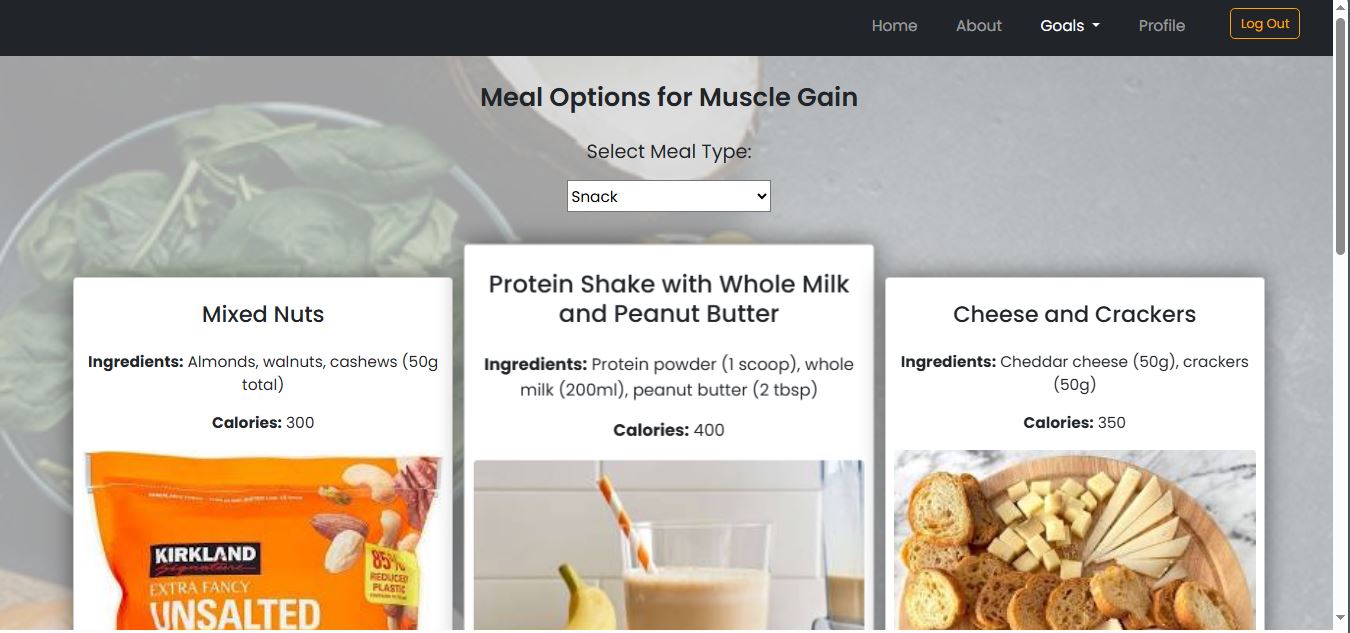 Home About Goals Profile Log Out
Meal Options for Muscle Gain
Select Meal Type:
Snack
Mixed Nuts
Ingredients: Almonds, walnuts, cashews (50g
total)
Calories: 300
KIRKLAND
Signature
EXTRA FANCY
UNSALTED
85%
REDUCED
PLASTIC
Protein Shake with Whole Milk
and Peanut Butter
Ingredients: Protein powder (1 scoop), whole
milk (200ml), peanut butter (2 tbsp)
Calories: 400
Cheese and Crackers
Ingredients: Cheddar cheese (50g), crackers
(50g)
Calories: 350